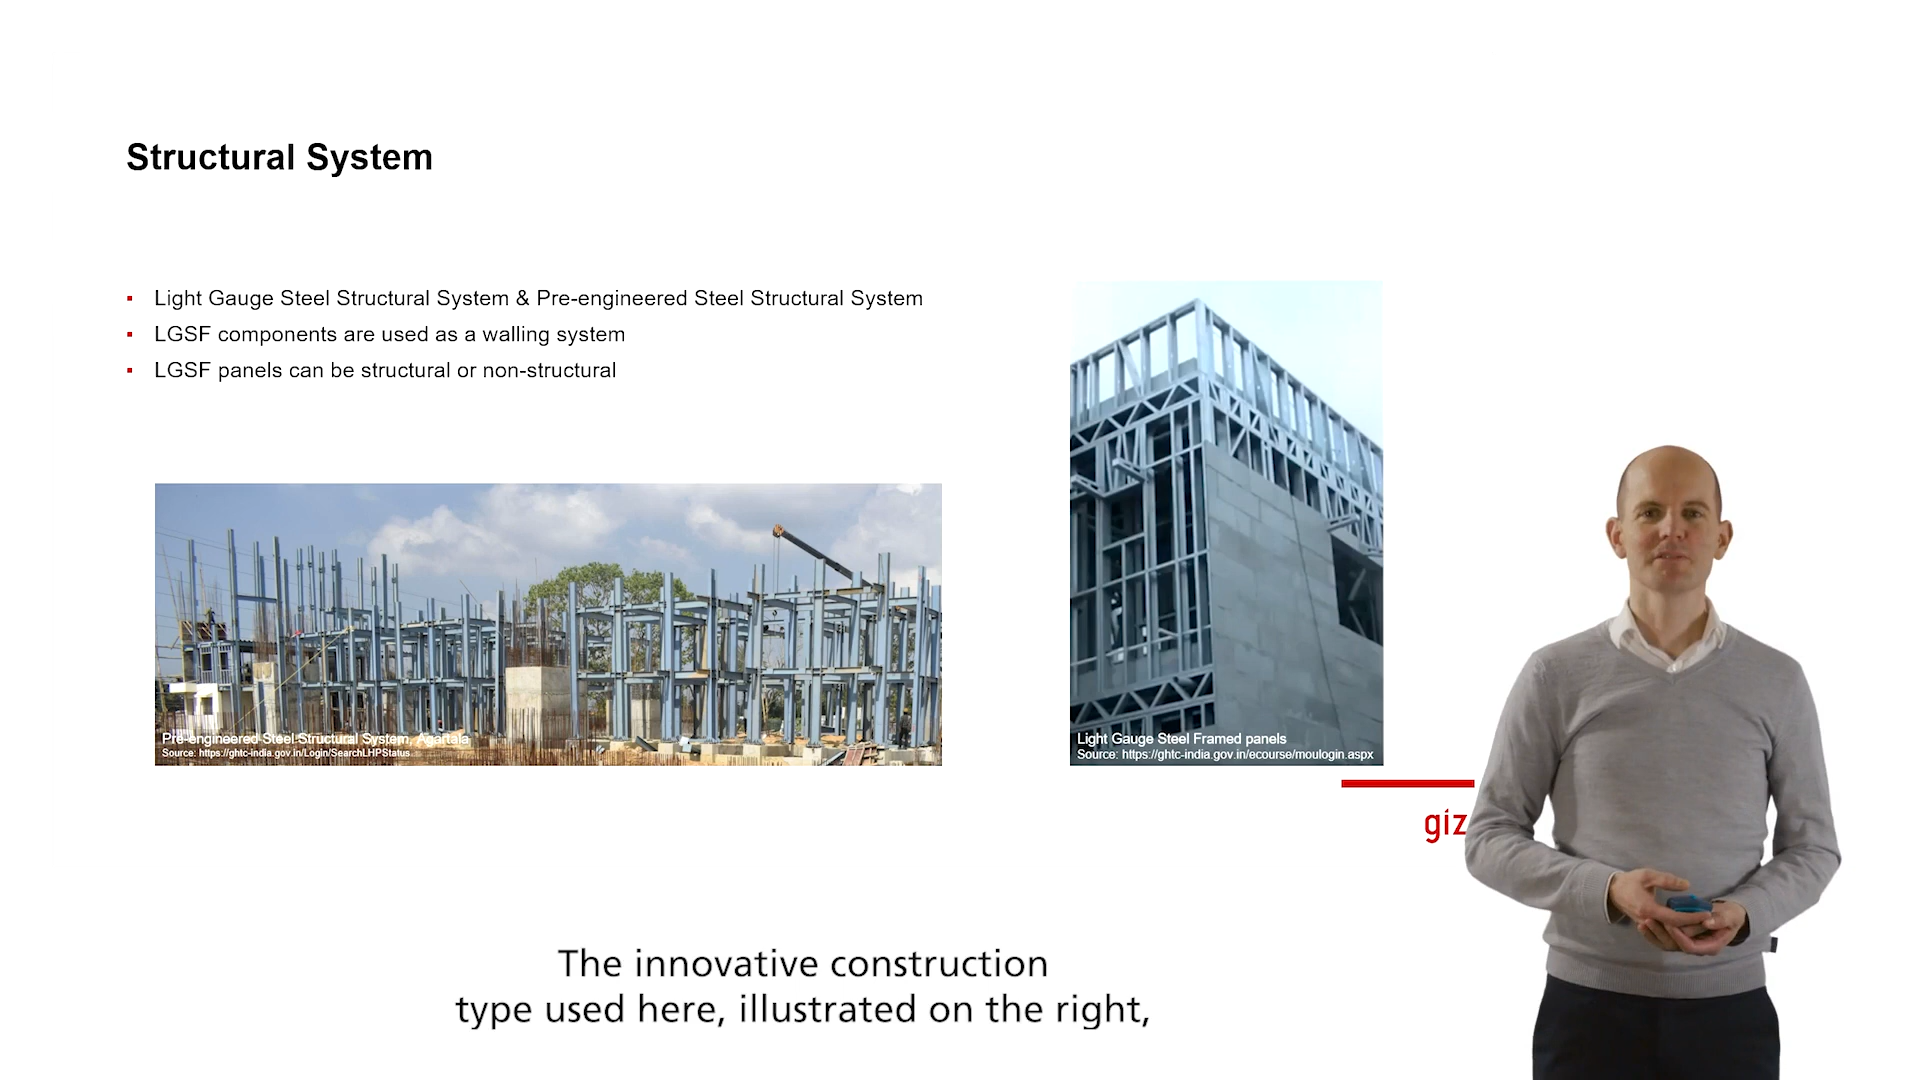 Structural System
▪ Light Gauge Steel Structural System & Pre-engineered Steel Structural System
▪ LGSF components are used as a walling system
▪ LGSF panels can be structural or non-structural
Pre-engineered Steel Structural System, Agartala
Source: https://ghtc-india.gov.in/Login/SearchLHPStatus
Light Gauge Steel Framed panels
Source: https://ghtc-india.gov.in/ecourse/moulogin.aspx
giz
The innovative construction
type used here, illustrated on the right,